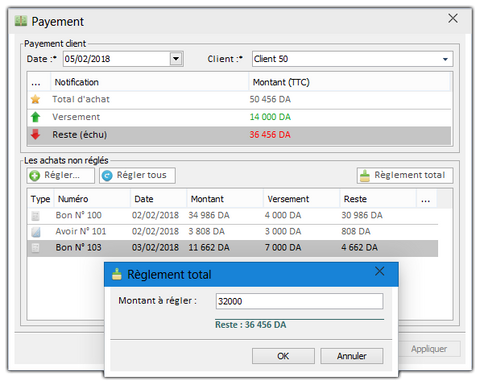 Payement
Payement client
Date :* 05/02/2018 Client :* Client 50
... Notification Montant (TTC)
Total d'achat 50 456 DA
Versement 14 000 DA
Reste (échu) 36 456 DA
Les achats non réglés
Régler... Régler tous Règlement total
Type Numéro Date Montant Versement Reste ...
Bon N° 100 02/02/2018 34 986 DA 4 000 DA 30 986 DA
Avoir N° 101 02/02/2018 3 808 DA 3 000 DA 808 DA
Bon N° 103 03/02/2018 11 662 DA 7 000 DA 4 662 DA
Règlement total
Montant à régler : 32000
Reste : 36 456 DA
OK Annuler
Appliquer